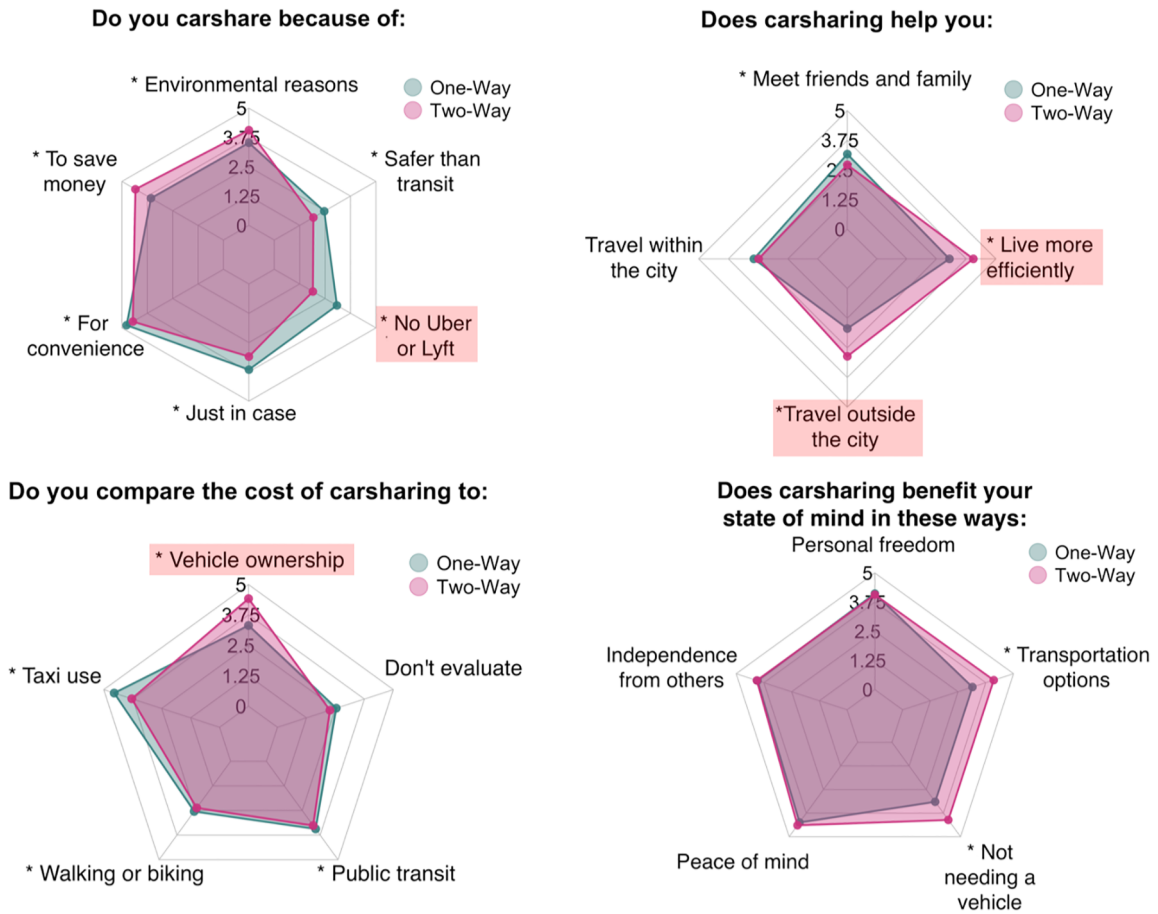 Do you carshare because of:
* Environmental reasons
One-Way
Two-Way
5
3.75
2.5
1.25
0
* To save
money
* Safer than
transit
* For
convenience
* No Uber
or Lyft
* Just in case
Does carsharing help you:
* Meet friends and family
One-Way
Two-Way
5
3.75
2.5
1.25
0
Travel within
the city
* Live more
efficiently
*Travel outside
the city
Do you compare the cost of carsharing to:
* Vehicle ownership
One-Way
Two-Way
5
3.75
2.5
1.25
0
* Taxi use
Don't evaluate
* Walking or biking
* Public transit
Does carsharing benefit your
state of mind in these ways:
Personal freedom
One-Way
Two-Way
5
3.75
2.5
1.25
0
Independence
from others
* Transportation
options
Peace of mind
* Not
needing a
vehicle